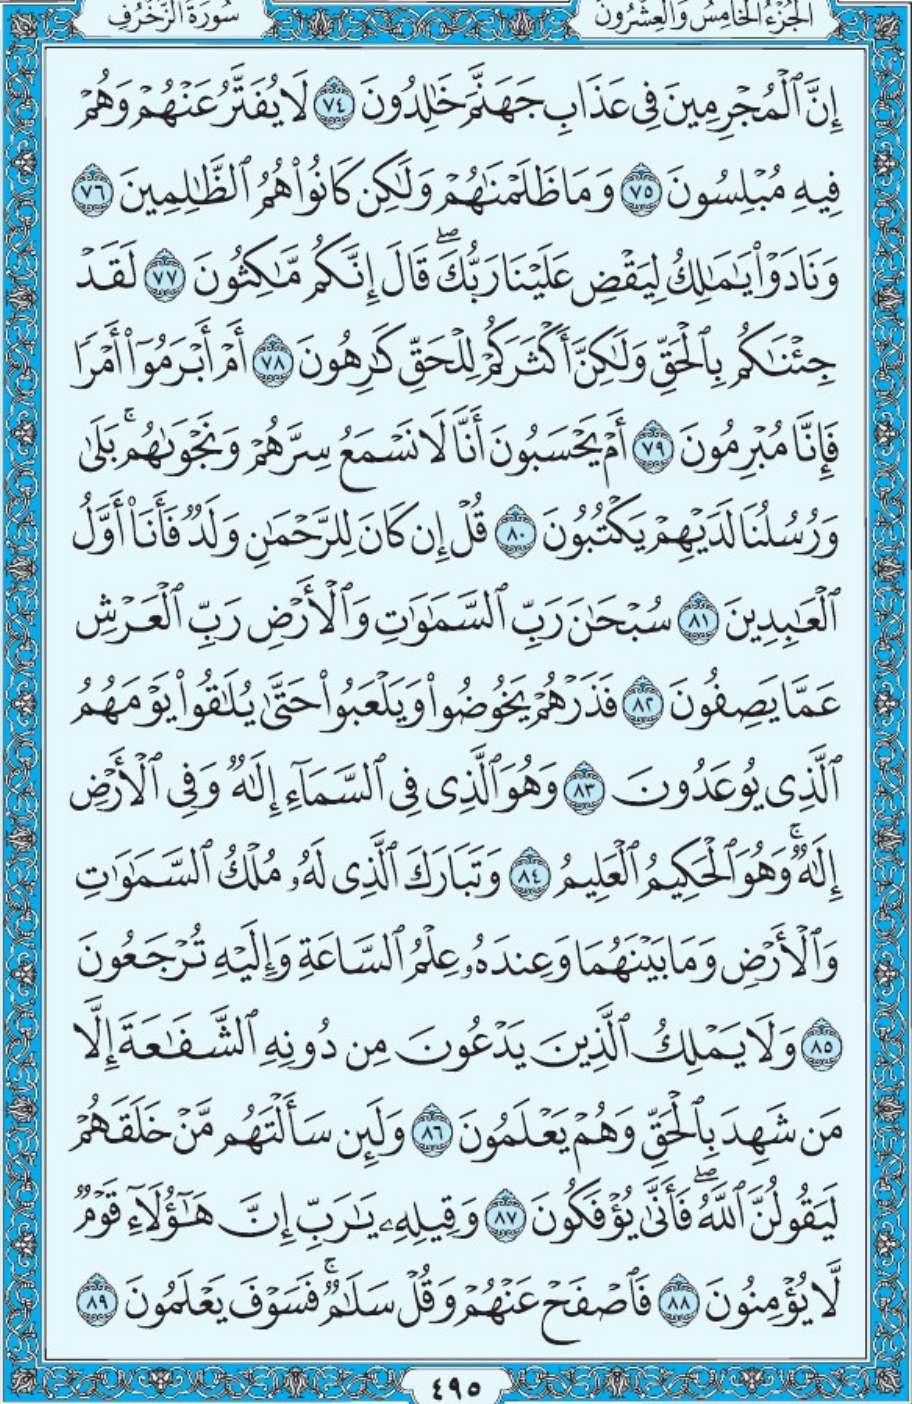 الجُزْءُ الخَامِسُ وَالعِشْرُونَ
سُورَةُ الزُّخْرُفِ
إِنَّ ٱلْمُجْرِمِينَ فِى عَذَابِ جَهَنَّمَ خَٰلِدُونَ ٧٤ لَا يُفَتَّرُ عَنْهُمْ وَهُمْ
فِيهِ مُبْلِسُونَ ٧٥ وَمَا ظَلَمْنَٰهُمْ وَلَٰكِن كَانُوا۟ هُمُ ٱلظَّٰلِمِينَ ٧٦
وَنَادَوْا۟ يَٰمَٰلِكُ لِيَقْضِ عَلَيْنَا رَبُّكَ ۖ قَالَ إِنَّكُم مَّٰكِثُونَ ٧٧ لَقَدْ
جِئْنَٰكُم بِٱلْحَقِّ وَلَٰكِنَّ أَكْثَرَكُمْ لِلْحَقِّ كَٰرِهُونَ ٧٨ أَمْ أَبْرَمُوٓا۟ أَمْرًا
فَإِنَّا مُبْرِمُونَ ٧٩ أَمْ يَحْسَبُونَ أَنَّا لَا نَسْمَعُ سِرَّهُمْ وَنَجْوَىٰهُم ۚ بَلَىٰ
وَرُسُلُنَا لَدَيْهِمْ يَكْتُبُونَ ٨٠ قُلْ إِن كَانَ لِلرَّحْمَٰنِ وَلَدٌ فَأَنَا۠ أَوَّلُ
ٱلْعَٰبِدِينَ ٨١ سُبْحَٰنَ رَبِّ ٱلسَّمَٰوَٰتِ وَٱلْأَرْضِ رَبِّ ٱلْعَرْشِ
عَمَّا يَصِفُونَ ٨٢ فَذَرْهُمْ يَخُوضُوا۟ وَيَلْعَبُوا۟ حَتَّىٰ يُلَٰقُوا۟ يَوْمَهُمُ
ٱلَّذِى يُوعَدُونَ ٨٣ وَهُوَ ٱلَّذِى فِى ٱلسَّمَآءِ إِلَٰهٌ وَفِى ٱلْأَرْضِ
إِلَٰهٌ ۚ وَهُوَ ٱلْحَكِيمُ ٱلْعَلِيمُ ٨٤ وَتَبَارَكَ ٱلَّذِى لَهُۥ مُلْكُ ٱلسَّمَٰوَٰتِ
وَٱلْأَرْضِ وَمَا بَيْنَهُمَا وَعِندَهُۥ عِلْمُ ٱلسَّاعَةِ وَإِلَيْهِ تُرْجَعُونَ
٨٥ وَلَا يَمْلِكُ ٱلَّذِينَ يَدْعُونَ مِن دُونِهِ ٱلشَّفَٰعَةَ إِلَّا
مَن شَهِدَ بِٱلْحَقِّ وَهُمْ يَعْلَمُونَ ٨٦ وَلَئِن سَأَلْتَهُم مَّنْ خَلَقَهُمْ
لَيَقُولُنَّ ٱللَّهُ ۖ فَأَنَّىٰ يُؤْفَكُونَ ٨٧ وَقِيلِهِۦ يَٰرَبِّ إِنَّ هَٰٓؤُلَآءِ قَوْمٌ
لَّا يُؤْمِنُونَ ٨٨ فَٱصْفَحْ عَنْهُمْ وَقُلْ سَلَٰمٌ ۚ فَسَوْفَ يَعْلَمُونَ ٨٩
٤٩٥